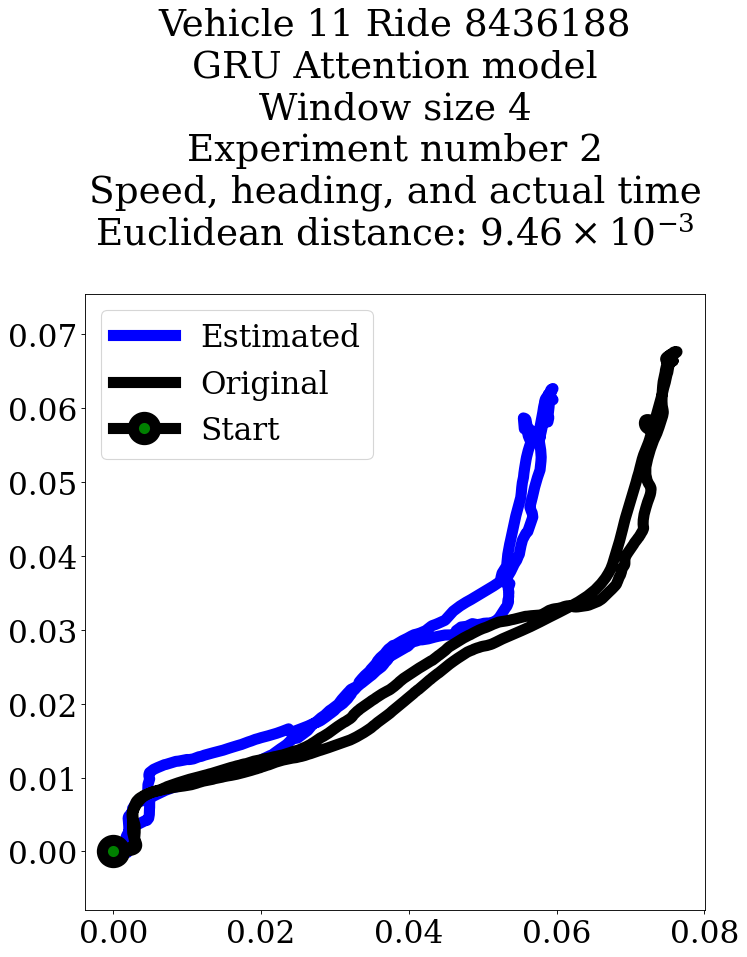 Vehicle 11 Ride 8436188
GRU Attention model
Window size 4
Experiment number 2
Speed, heading, and actual time
Euclidean distance: 9.46 × 10⁻³
Estimated
Original
Start
0.07
0.06
0.05
0.04
0.03
0.02
0.01
0.00
0.00 0.02 0.04 0.06 0.08